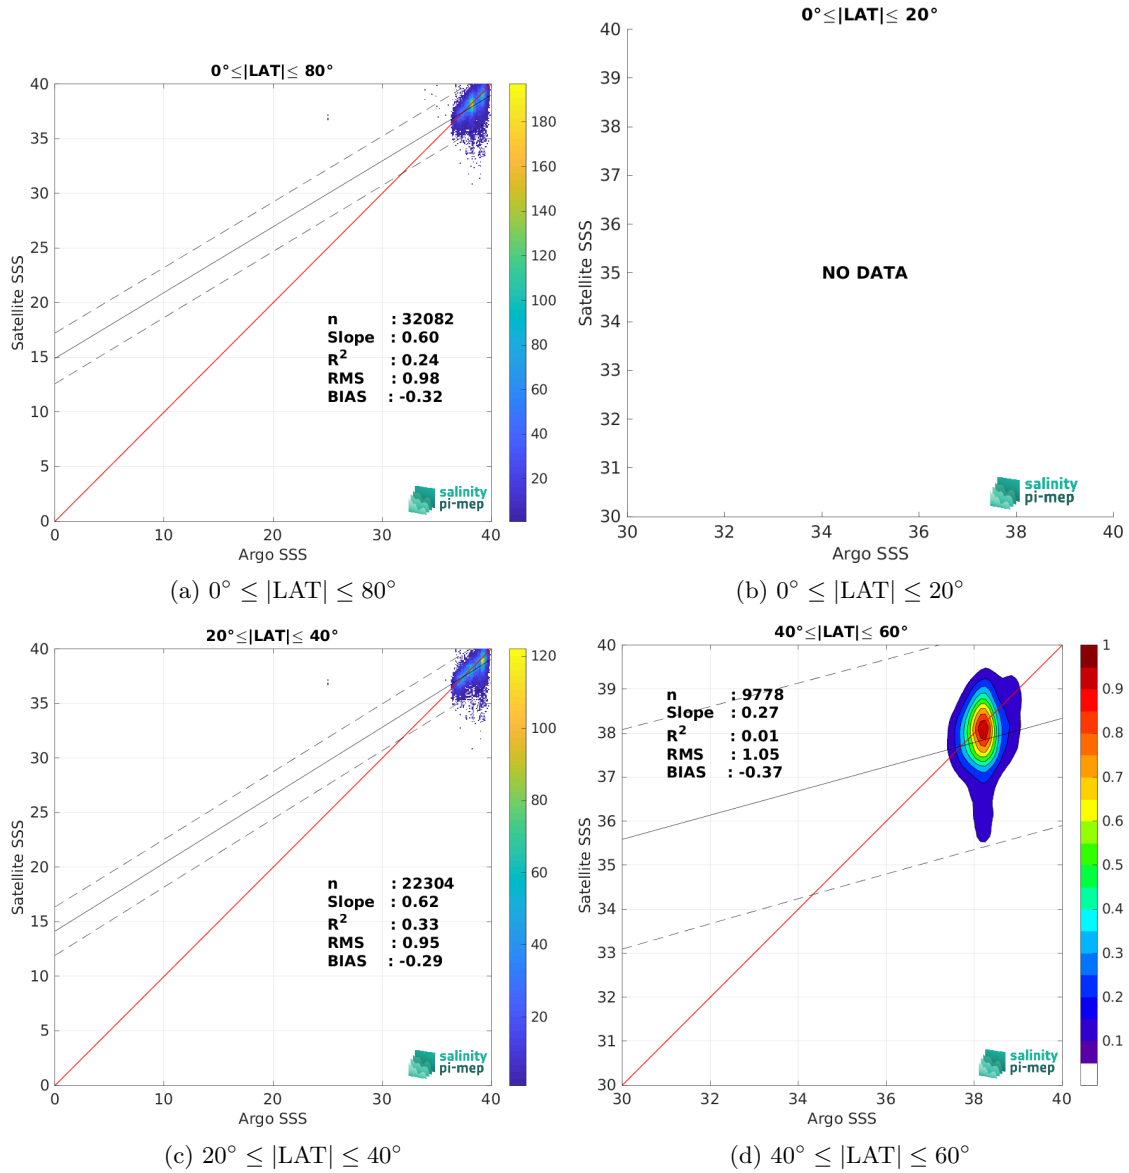 0°≤|LAT|≤ 80°
40
35
30
25
20
15
10
5
0
0
10
20
30
40
Satellite SSS
Argo SSS
n : 32082
Slope : 0.60
R² : 0.24
RMS : 0.98
BIAS : -0.32
180
160
140
120
100
80
60
40
20
salinity
pi-mep
(a) 0° ≤ |LAT| ≤ 80°
0°≤|LAT|≤ 20°
40
39
38
37
36
35
34
33
32
31
30
30
32
34
36
38
40
Satellite SSS
Argo SSS
NO DATA
salinity
pi-mep
(b) 0° ≤ |LAT| ≤ 20°
20°≤|LAT|≤ 40°
40
35
30
25
20
15
10
5
0
0
10
20
30
40
Satellite SSS
Argo SSS
n : 22304
Slope : 0.62
R² : 0.33
RMS : 0.95
BIAS : -0.29
120
100
80
60
40
20
salinity
pi-mep
(c) 20° ≤ |LAT| ≤ 40°
40°≤|LAT|≤ 60°
40
39
38
37
36
35
34
33
32
31
30
30
32
34
36
38
40
Satellite SSS
Argo SSS
n : 9778
Slope : 0.27
R² : 0.01
RMS : 1.05
BIAS : -0.37
1
0.9
0.8
0.7
0.6
0.5
0.4
0.3
0.2
0.1
salinity
pi-mep
(d) 40° ≤ |LAT| ≤ 60°